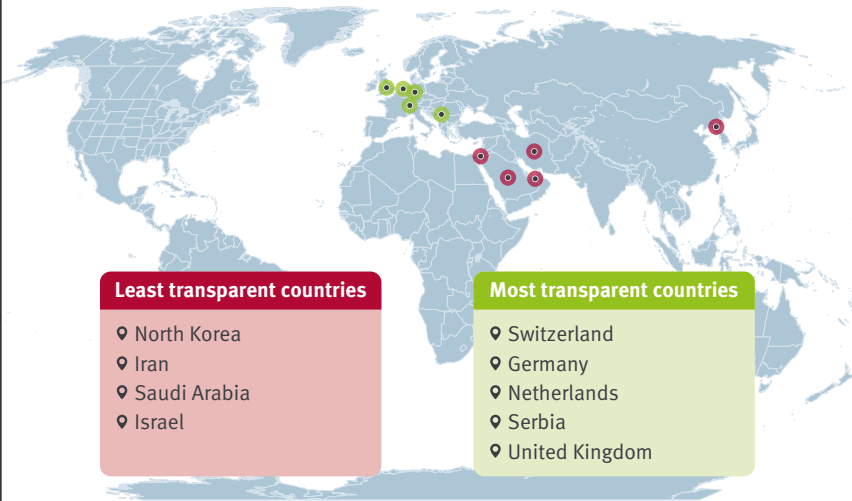 Least transparent countries
North Korea
Iran
Saudi Arabia
Israel
Most transparent countries
Switzerland
Germany
Netherlands
Serbia
United Kingdom